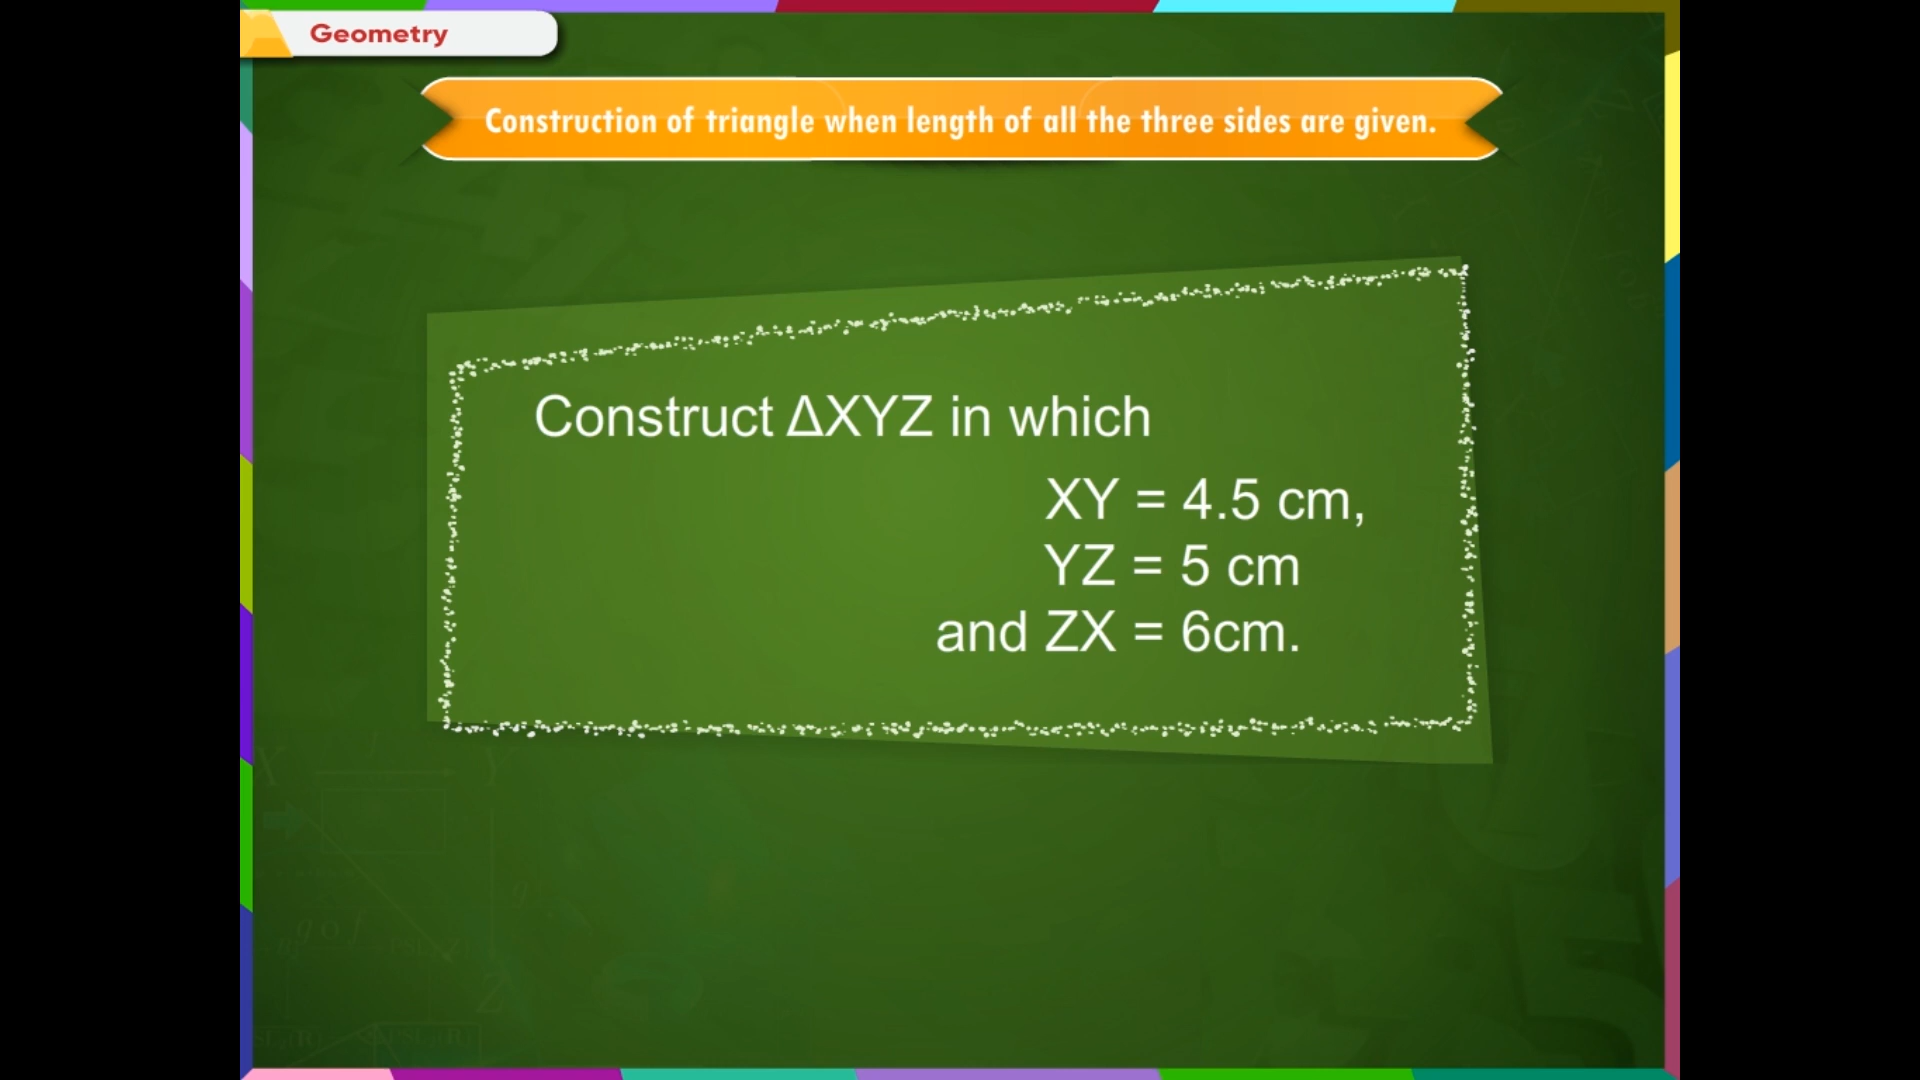 Geometry
Construction of triangle when length of all the three sides are given.
Construct ΔXYZ in which
XY = 4.5 cm,
YZ = 5 cm
and ZX = 6cm.